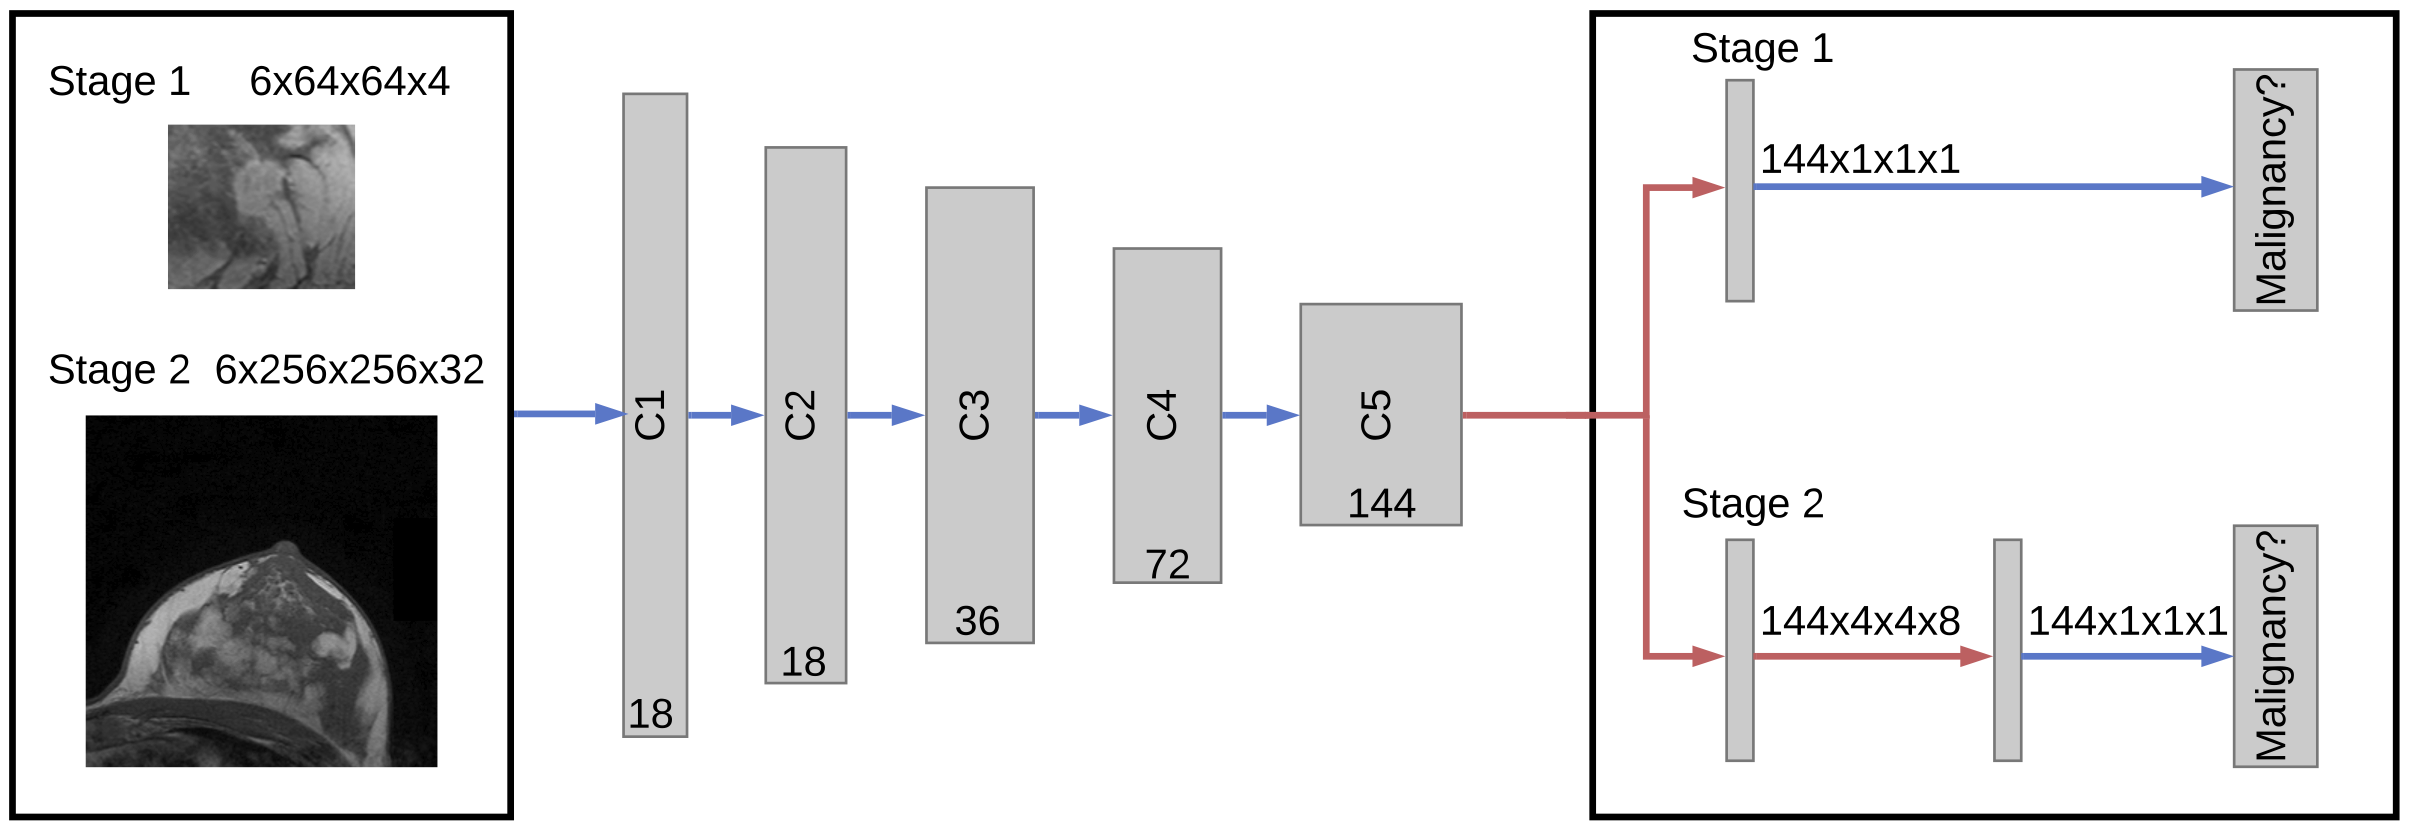 Stage 1 6x64x64x4
Stage 2 6x256x256x32
C1
18
C2
18
C3
36
C4
72
C5
144
Stage 1
144x1x1x1
Malignancy?
Stage 2
144x4x4x8
144x1x1x1
Malignancy?